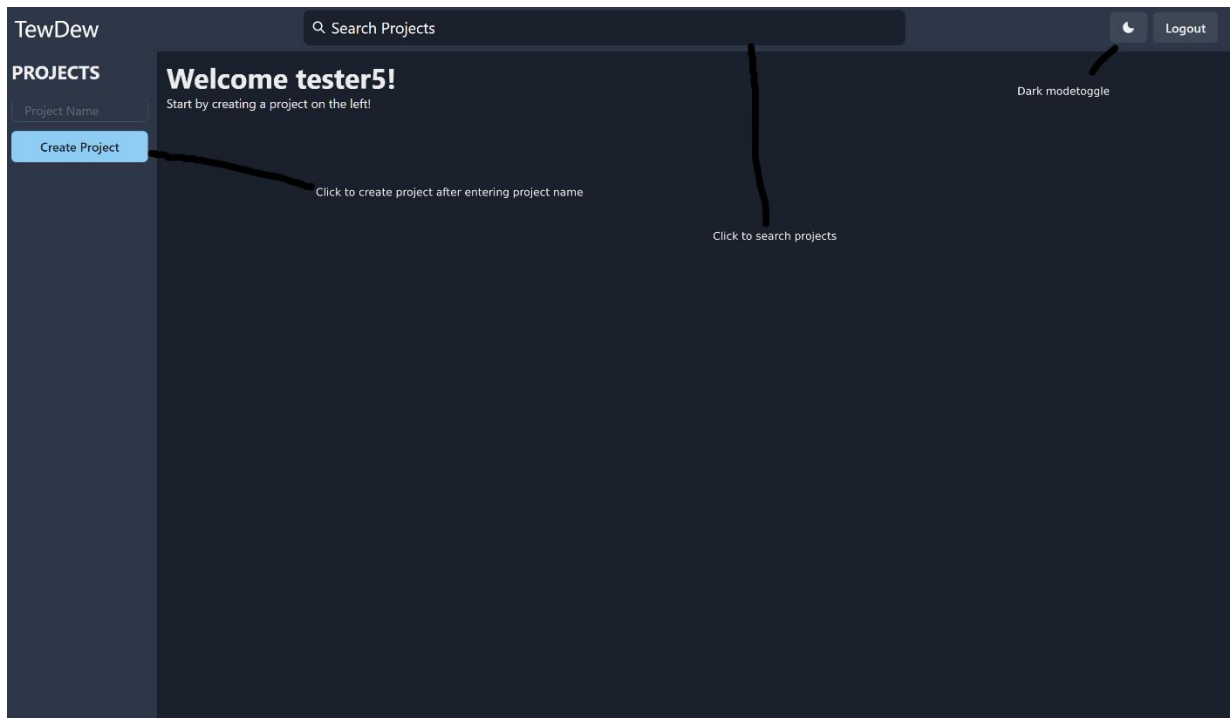 TewDew
Search Projects
Logout
PROJECTS
Project Name
Create Project
Welcome tester5!
Start by creating a project on the left!
Dark modetoggle
Click to create project after entering project name
Click to search projects